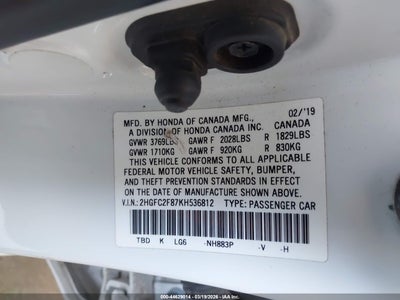 MFD. BY HONDA OF CANADA MFG., 02/'19
A DIVISION OF HONDA CANADA INC. CANADA
GVWR 3769LBS GAWR F 2028LBS R 1829LBS
GVWR 1710KG GAWR F 920KG R 830KG
THIS VEHICLE CONFORMS TO ALL APPLICABLE
FEDERAL MOTOR VEHICLE SAFETY, BUMPER,
AND THEFT PREVENTION STANDARDS IN EFFECT
ON THE DATE OF MANUFACTURE SHOWN ABOVE.
V.I.N.: 2HGFC2F87KH536812 TYPE: PASSENGER CAR
TBD K LG6 -NH883P -V -H
000-44629014 - 03/19/2026 - IAAI.COM